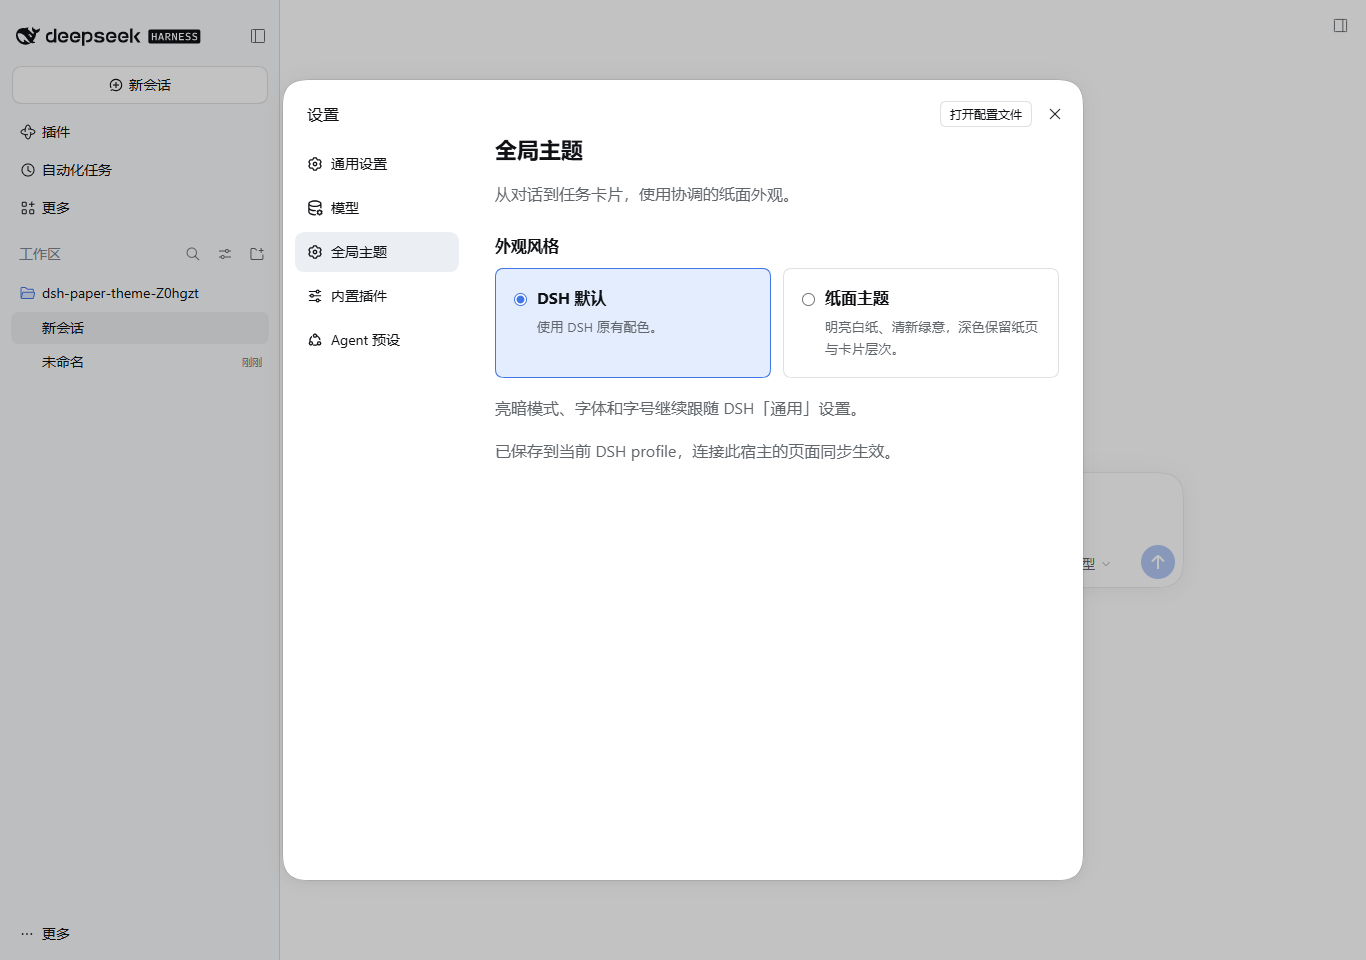 deepseek HARNESS
新会话
插件
自动化任务
更多
工作区
dsh-paper-theme-Z0hgzt
新会话
未命名 刚刚
更多
设置
打开配置文件
通用设置
模型
全局主题
内置插件
Agent 预设
全局主题
从对话到任务卡片，使用协调的纸面外观。
外观风格
DSH 默认
使用 DSH 原有配色。
纸面主题
明亮白纸、清新绿意，深色保留纸页
与卡片层次。
亮暗模式、字体和字号继续跟随 DSH「通用」设置。
已保存到当前 DSH profile，连接此宿主的页面同步生效。
型